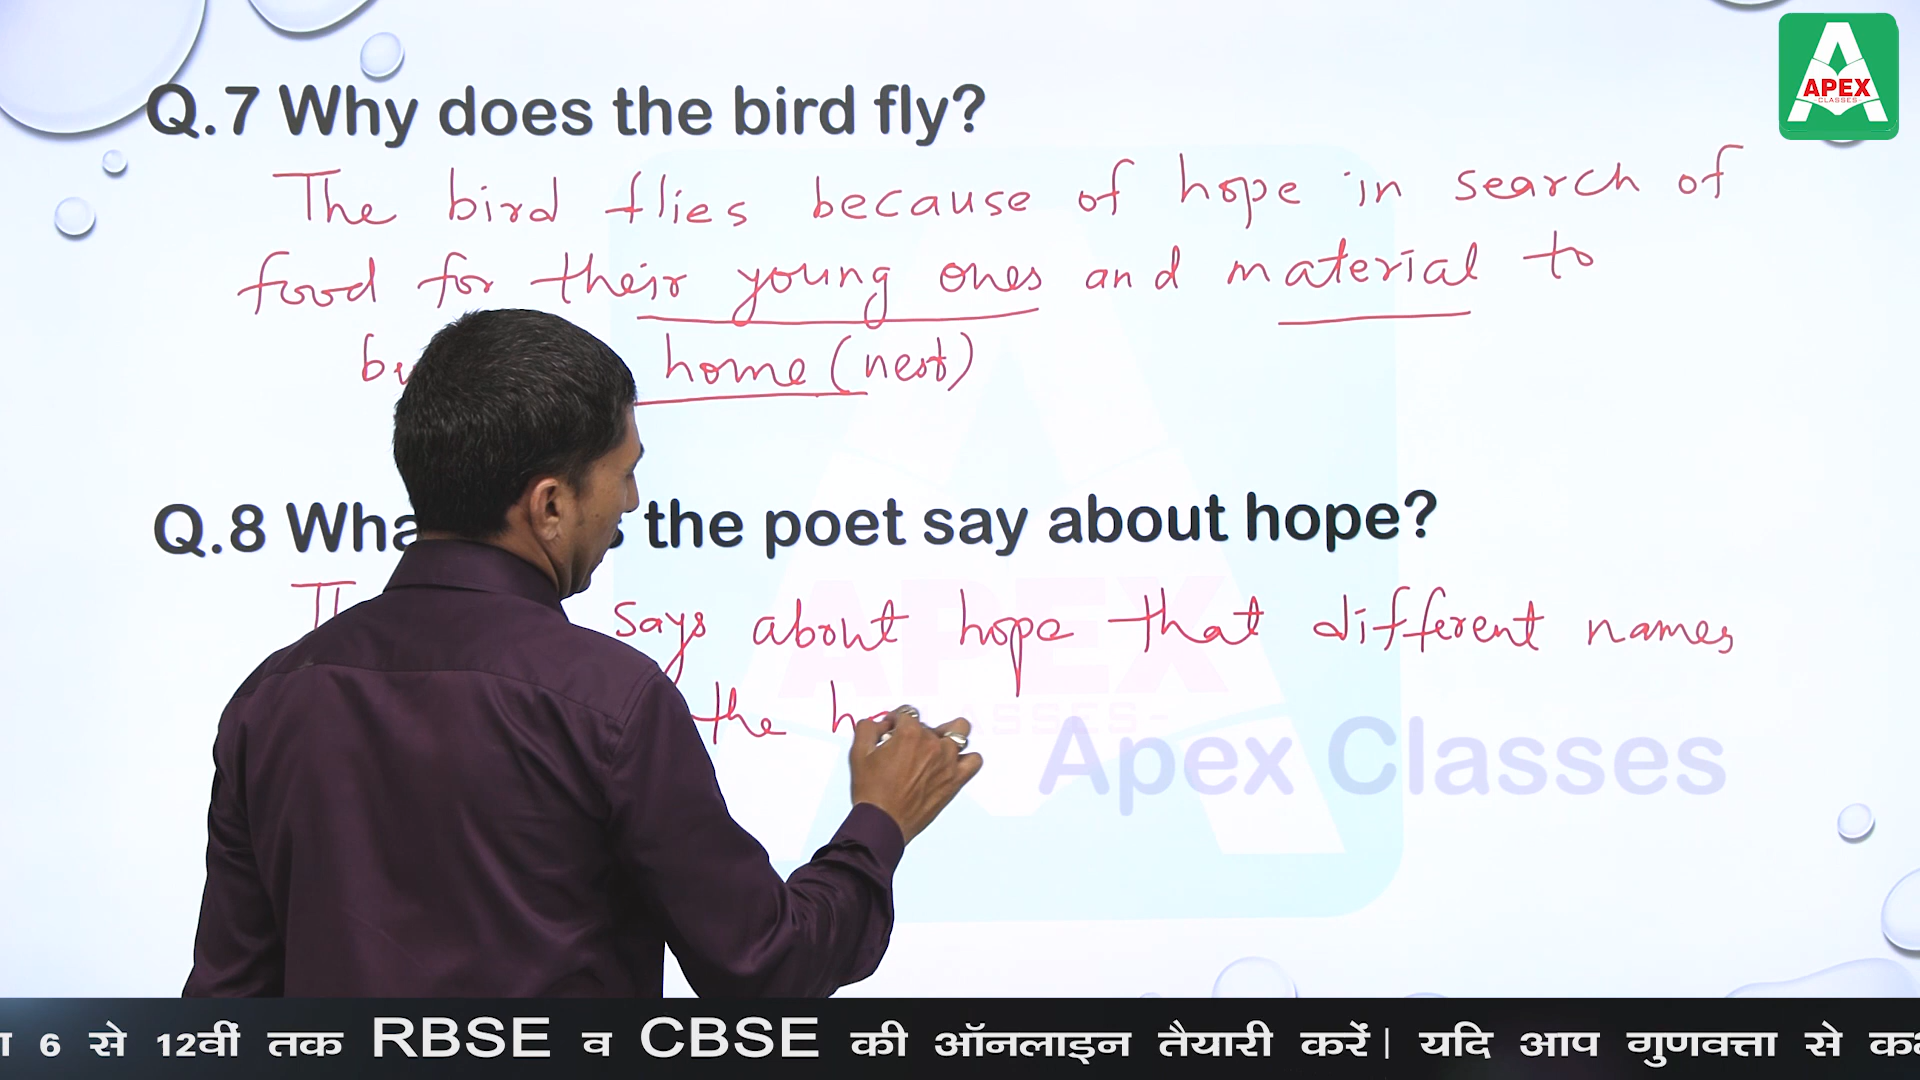 APEX
CLASSES
Q.7 Why does the bird fly?
The bird flies because of hope in search of
food for their young ones and material to
home (nest)
Q.8 the poet say about hope?
says about hope that different names
the
APEX
Apex Classes
6 से 12वीं तक RBSE व CBSE की ऑनलाइन तैयारी करें | यदि आप गुणवत्ता से